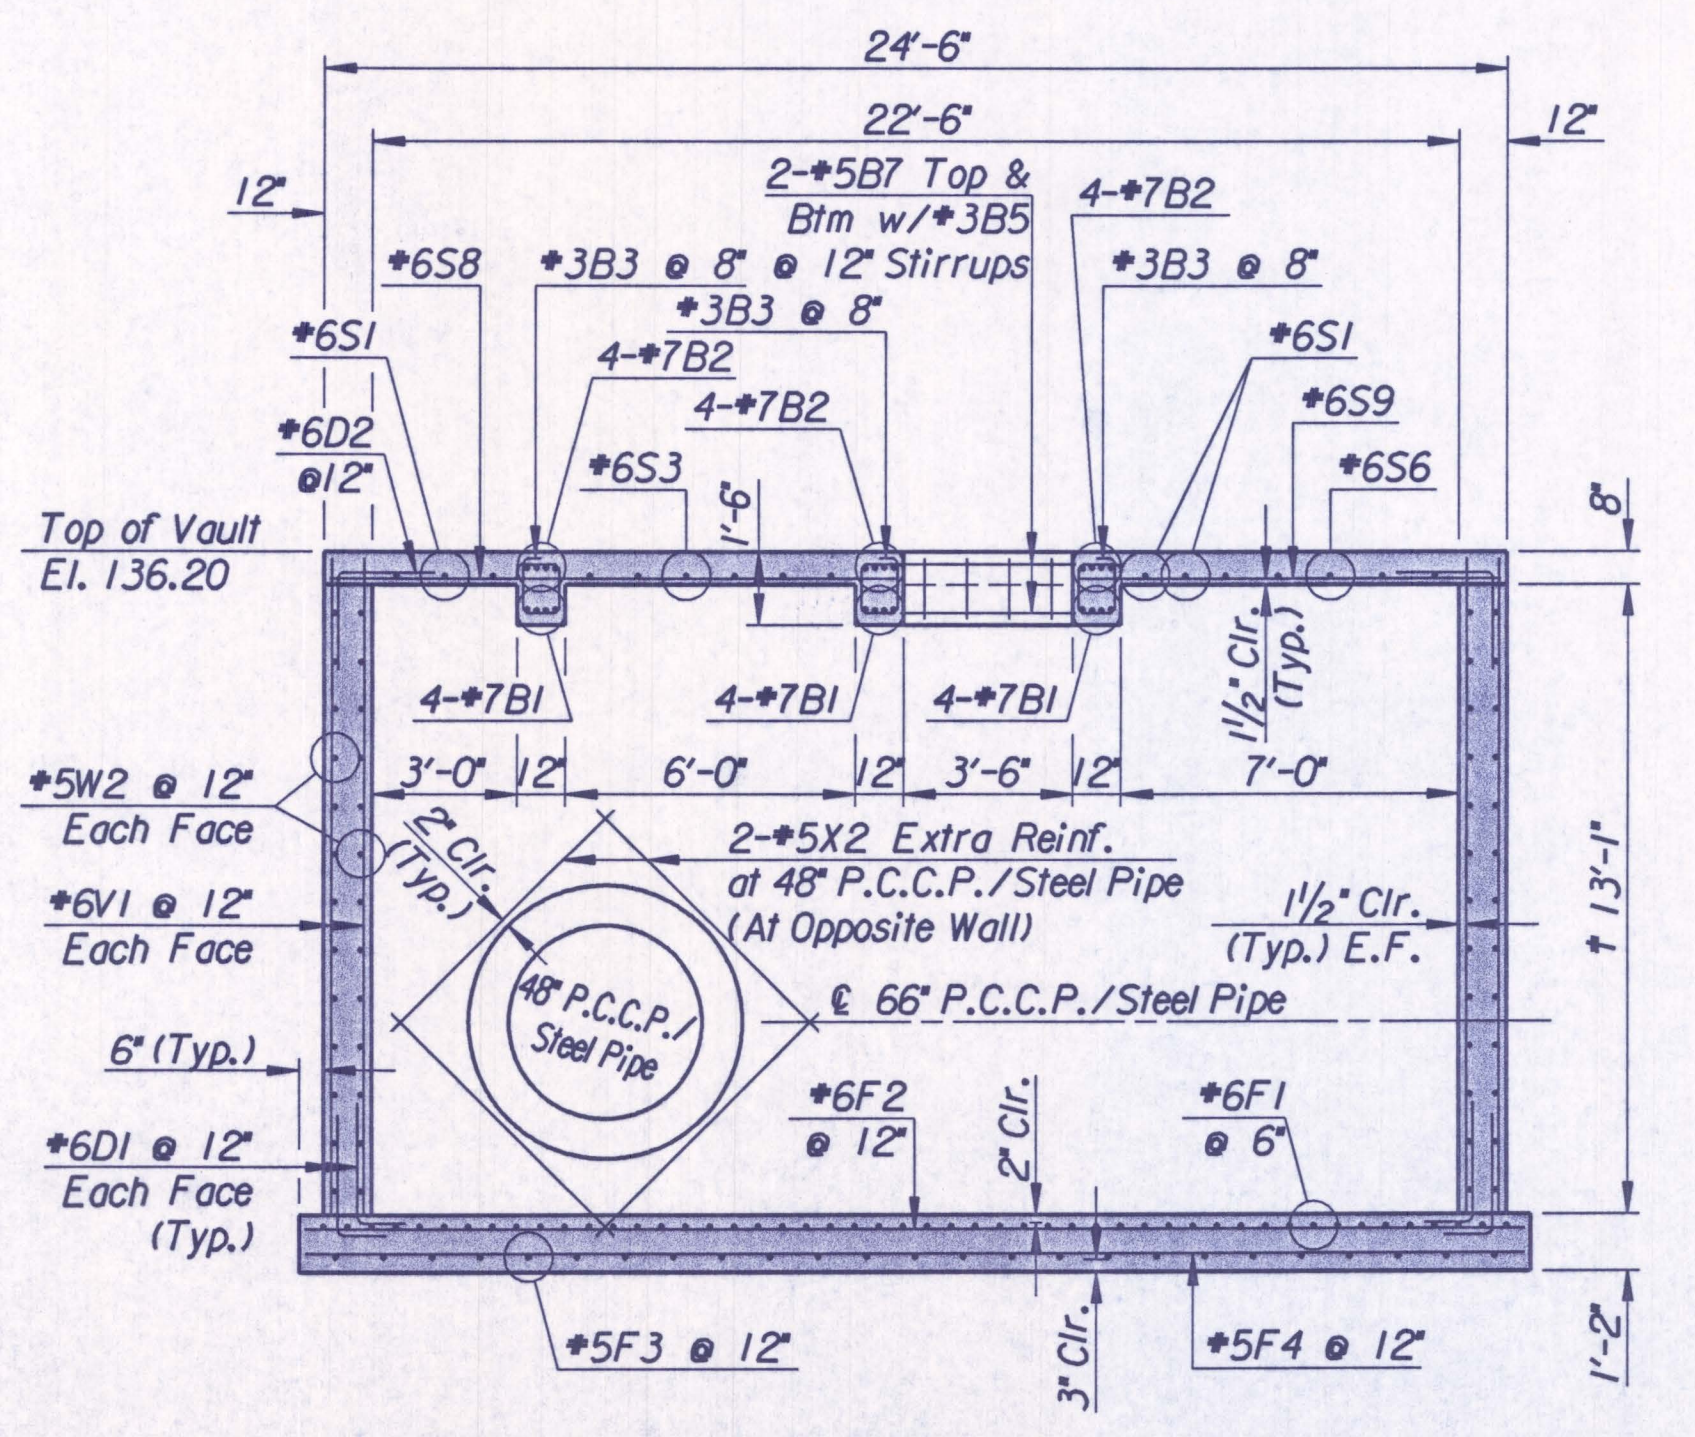 24'-6"
22'-6"
12"
12"
2-#5B7 Top &
Btm w/#3B5
@ 12" Stirrups
4-#7B2
#6S8
#3B3 @ 8"
#3B3 @ 8"
#3B3 @ 8"
#6S1
4-#7B2
#6S1
4-#7B2
#6S9
#6D2
@12"
#6S3
#6S6
1'-6"
8"
Top of Vault
El. 136.20
1½" Clr.
(Typ.)
4-#7B1
4-#7B1
4-#7B1
3'-0"
12"
6'-0"
12"
3'-6"
12"
7'-0"
#5W2 @ 12"
Each Face
2" Clr.
(Typ.)
2-#5X2 Extra Reinf.
at 48" P.C.C.P./Steel Pipe
(At Opposite Wall)
† 13'-1"
#6V1 @ 12"
Each Face
1½" Clr.
(Typ.) E.F.
48" P.C.C.P./
Steel Pipe
℄ 66" P.C.C.P./Steel Pipe
6" (Typ.)
#6F2
@ 12"
2" Clr.
#6F1
@ 6"
#6D1 @ 12"
Each Face
(Typ.)
#5F3 @ 12"
3" Clr.
#5F4 @ 12"
1'-2"